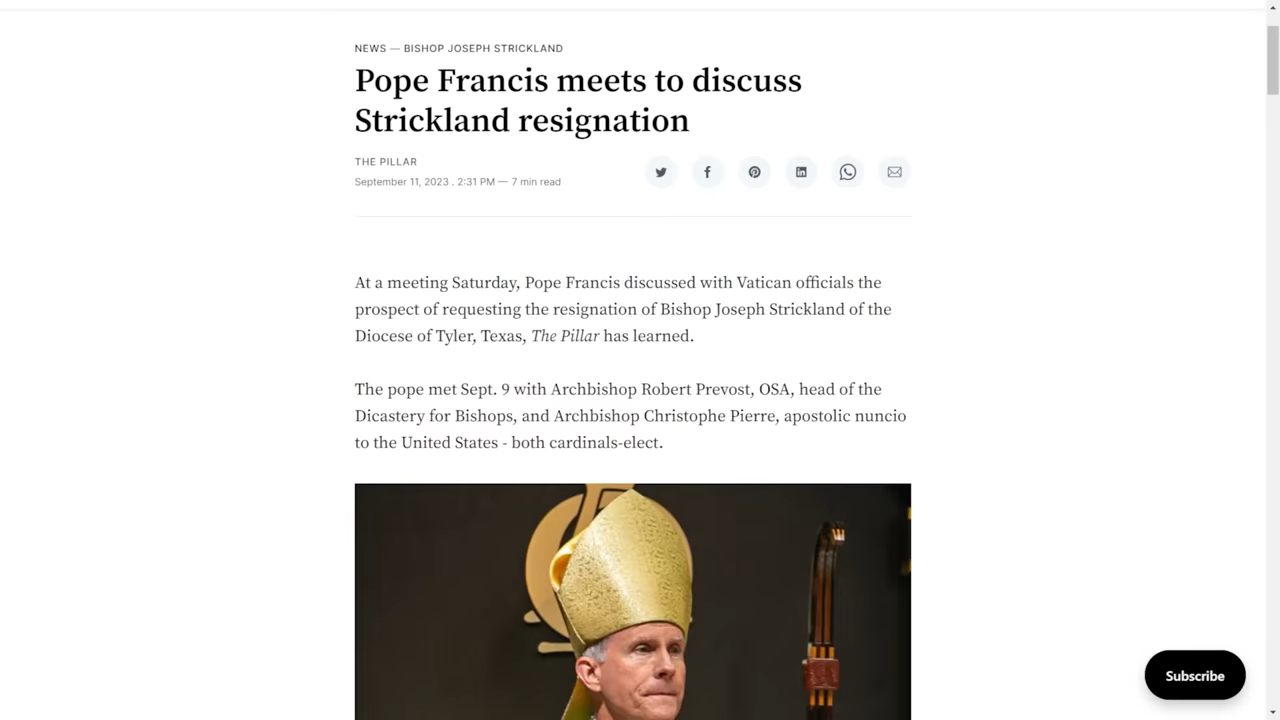 NEWS — BISHOP JOSEPH STRICKLAND
Pope Francis meets to discuss
Strickland resignation
THE PILLAR
September 11, 2023 . 2:31 PM — 7 min read
At a meeting Saturday, Pope Francis discussed with Vatican officials the
prospect of requesting the resignation of Bishop Joseph Strickland of the
Diocese of Tyler, Texas, The Pillar has learned.
The pope met Sept. 9 with Archbishop Robert Prevost, OSA, head of the
Dicastery for Bishops, and Archbishop Christophe Pierre, apostolic nuncio
to the United States - both cardinals-elect.
Subscribe